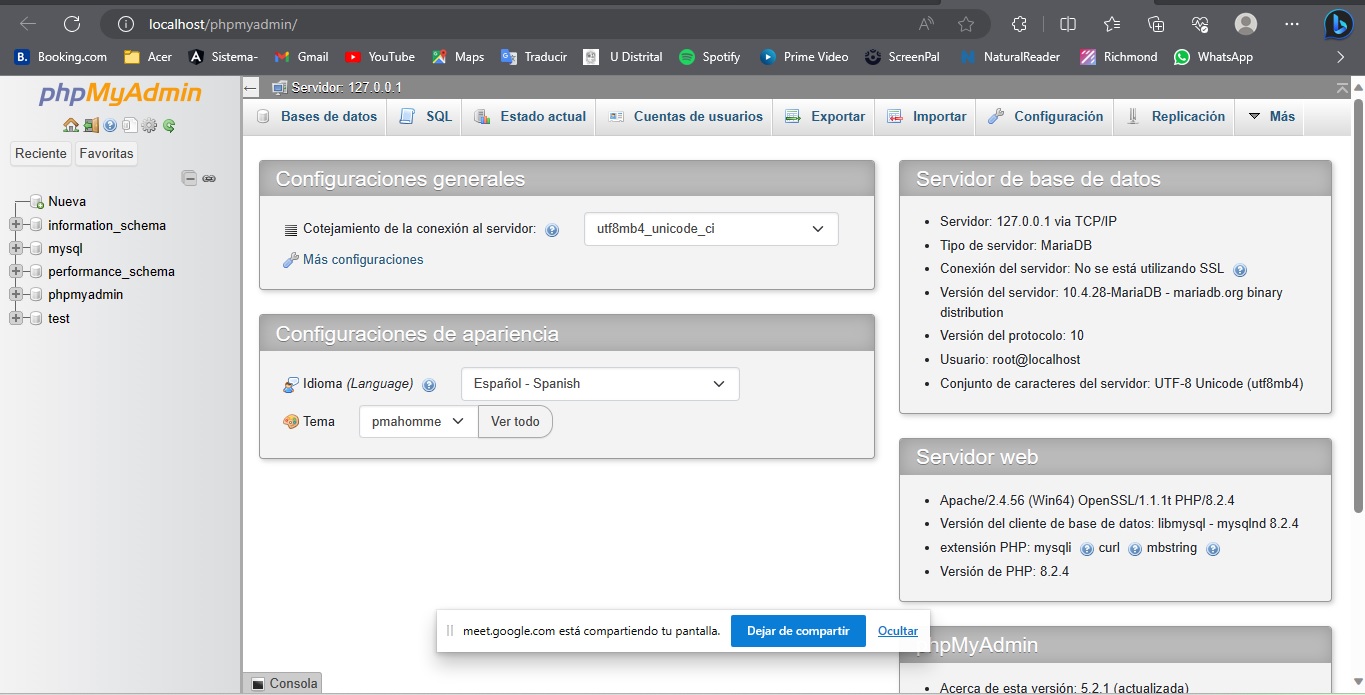 localhost/phpmyadmin/
Booking.com Acer Sistema- Gmail YouTube Maps Traducir U Distrital Spotify Prime Video ScreenPal NaturalReader Richmond WhatsApp
phpMyAdmin
Reciente Favoritas
Nueva
information_schema
mysql
performance_schema
phpmyadmin
test
Servidor: 127.0.0.1
Bases de datos SQL Estado actual Cuentas de usuarios Exportar Importar Configuración Replicación Más
Configuraciones generales
Cotejamiento de la conexión al servidor: utf8mb4_unicode_ci
Más configuraciones
Configuraciones de apariencia
Idioma (Language) Español - Spanish
Tema pmahomme Ver todo
Servidor de base de datos
Servidor: 127.0.0.1 via TCP/IP
Tipo de servidor: MariaDB
Conexión del servidor: No se está utilizando SSL
Versión del servidor: 10.4.28-MariaDB - mariadb.org binary
distribution
Versión del protocolo: 10
Usuario: root@localhost
Conjunto de caracteres del servidor: UTF-8 Unicode (utf8mb4)
Servidor web
Apache/2.4.56 (Win64) OpenSSL/1.1.1t PHP/8.2.4
Versión del cliente de base de datos: libmysql - mysqlnd 8.2.4
extensión PHP: mysqli curl mbstring
Versión de PHP: 8.2.4
phpMyAdmin
Acerca de esta versión: 5.2.1 (actualizada)
meet.google.com está compartiendo tu pantalla. Dejar de compartir Ocultar
Consola